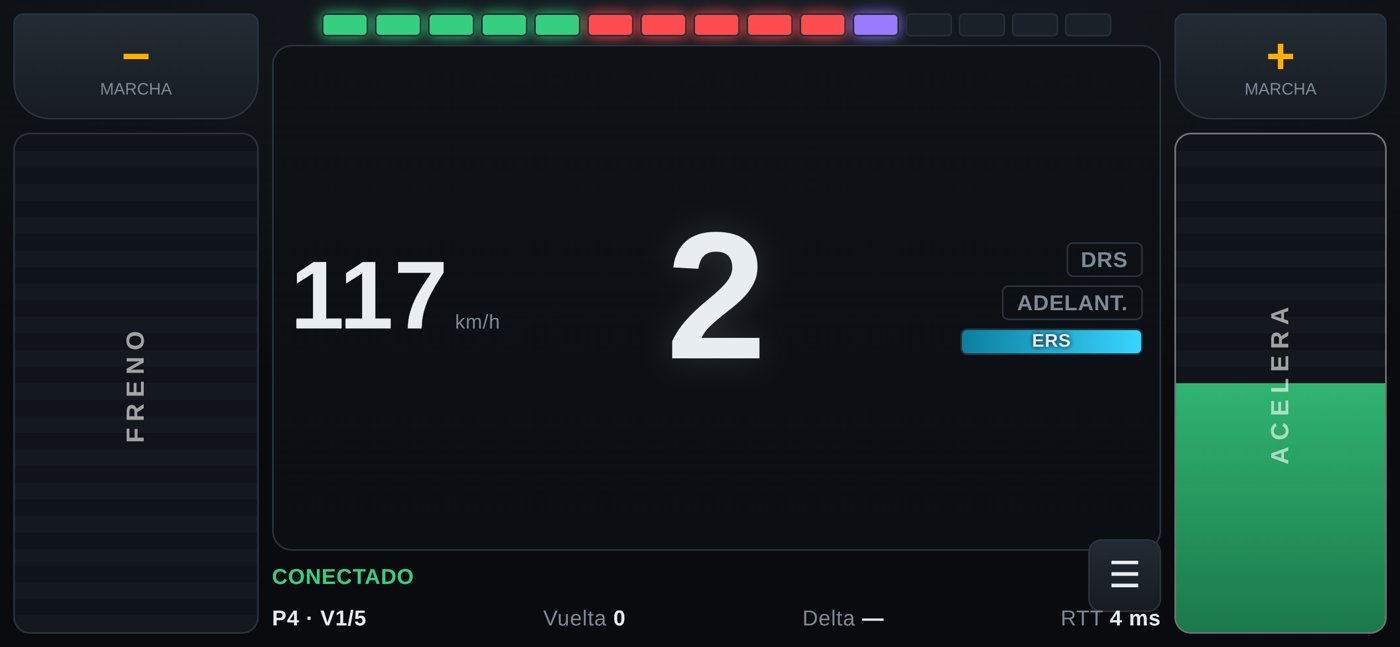 −
MARCHA
+
MARCHA
FRENO
117 km/h
2
DRS
ADELANT.
ERS
ACELERA
CONECTADO
☰
P4 · V1/5 Vuelta 0 Delta — RTT 4 ms